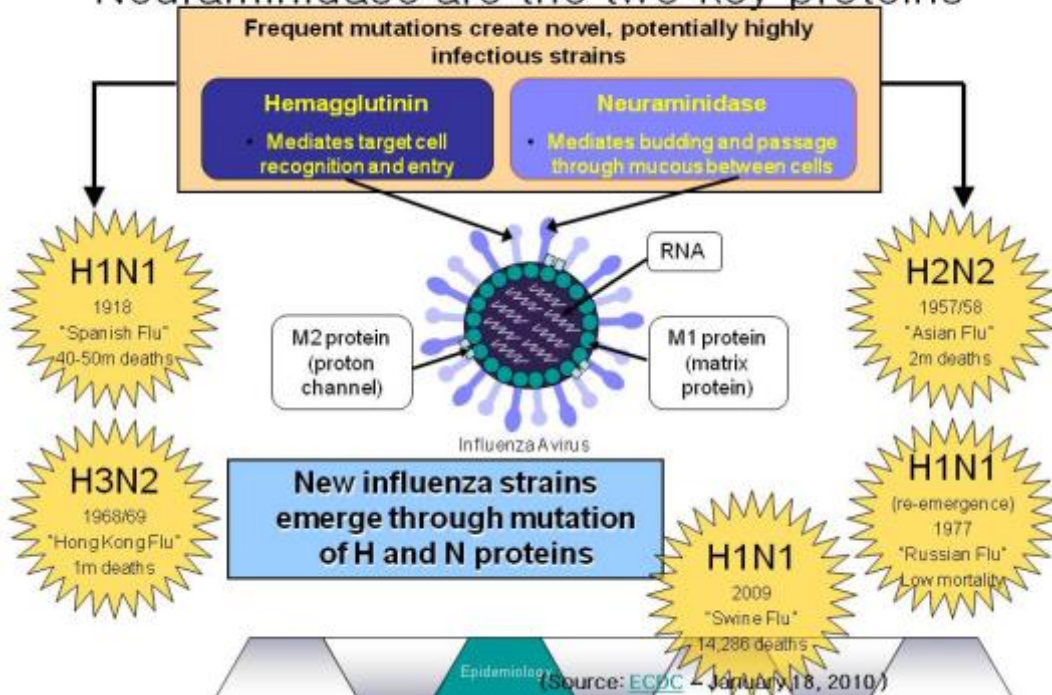 Neuraminidase are the two key proteins
Frequent mutations create novel, potentially highly
infectious strains
Hemagglutinin
• Mediates target cell
recognition and entry
Neuraminidase
• Mediates budding and passage
through mucous between cells
H1N1
1918
"Spanish Flu"
40-50m deaths
RNA
H2N2
1957/58
"Asian Flu"
2m deaths
M2 protein
(proton
channel)
M1 protein
(matrix
protein)
Influenza A virus
H3N2
1968/69
"Hong Kong Flu"
1m deaths
New influenza strains
emerge through mutation
of H and N proteins
H1N1
(re-emergence)
1977
"Russian Flu"
Low mortality
H1N1
2009
"Swine Flu"
14,286 deaths
Epidemiology
(Source: ECDC – January 18, 2010)